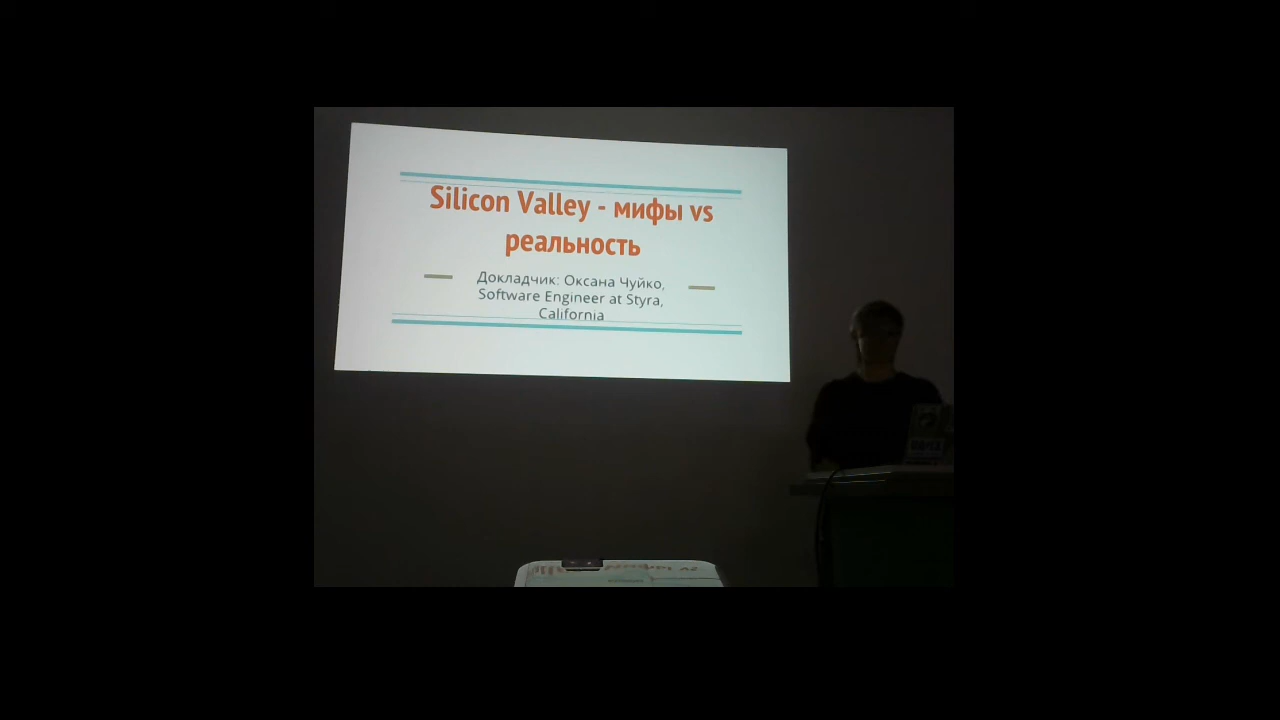 Silicon Valley - мифы vs
реальность
Докладчик: Оксана Чуйко,
Software Engineer at Styra,
California